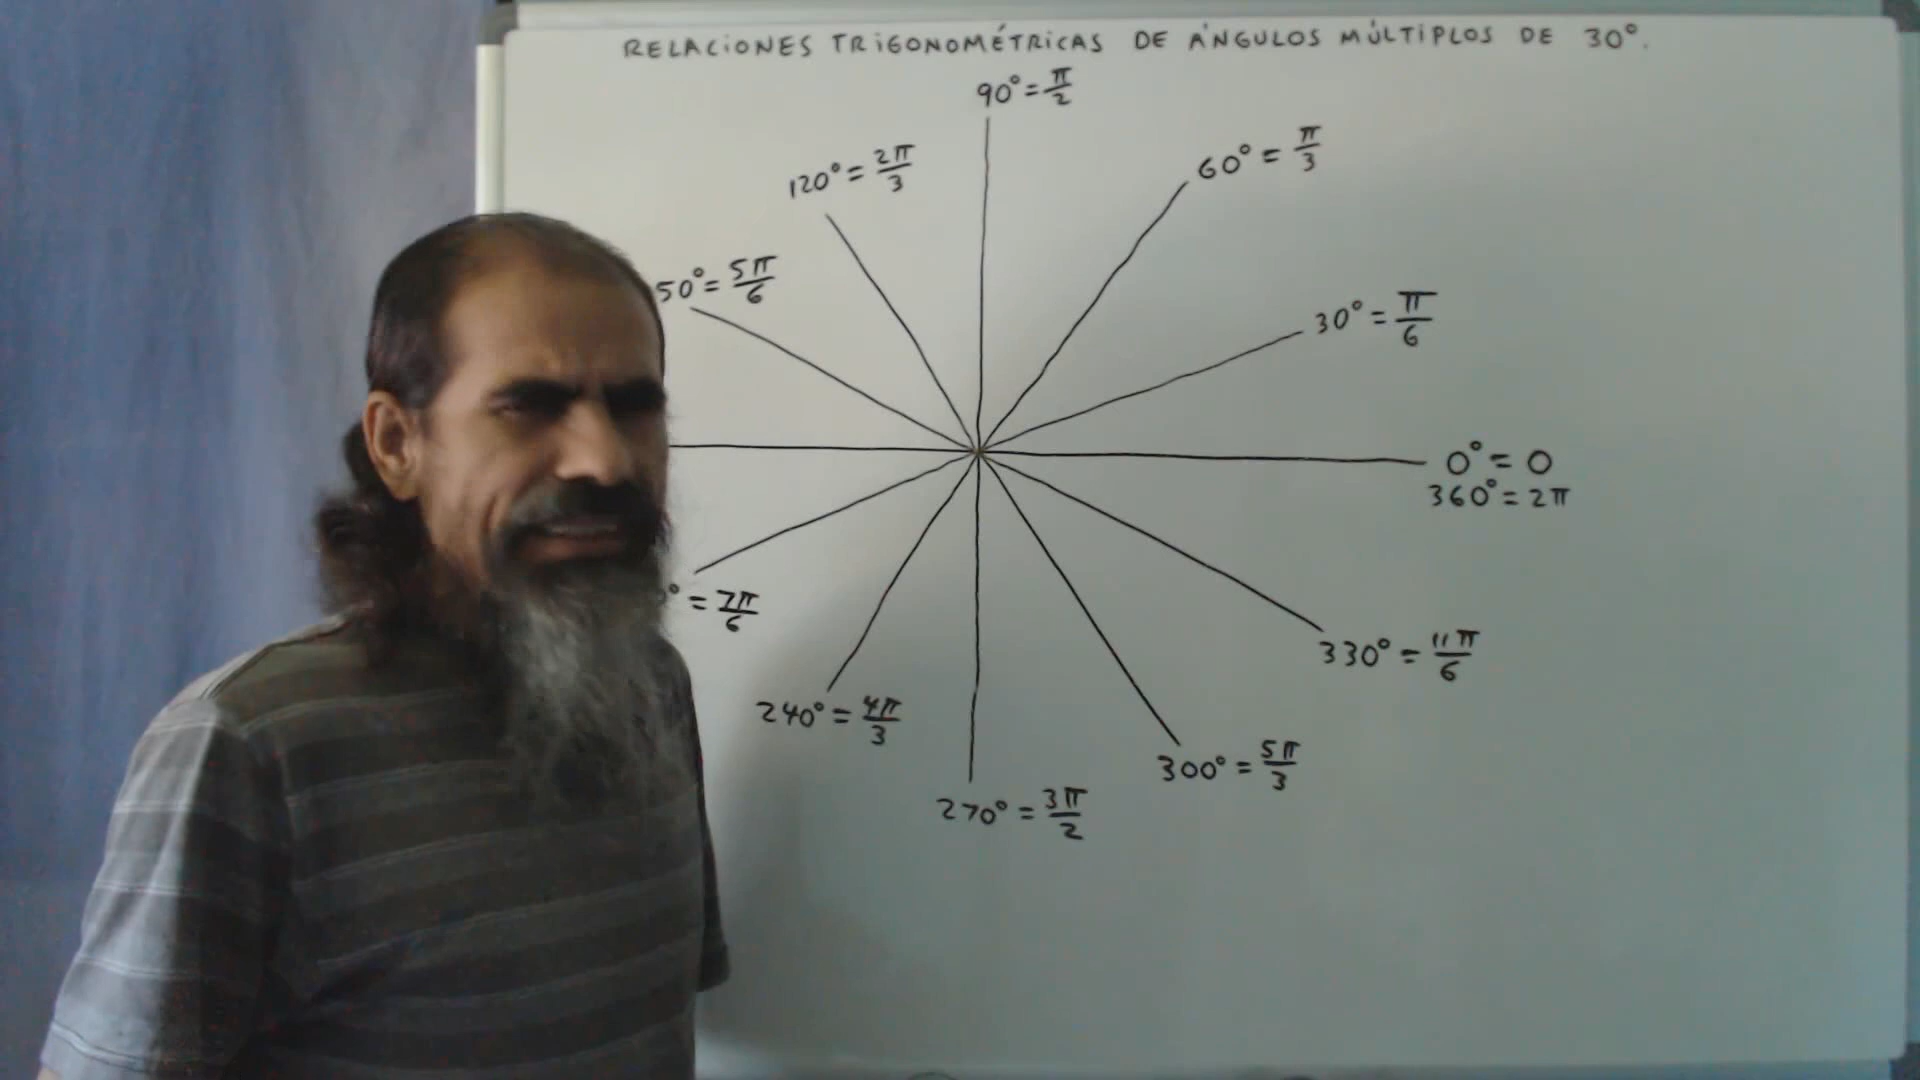 RELACIONES TRIGONOMÉTRICAS DE ÁNGULOS MÚLTIPLOS DE 30°.
90° = π/2
60° = π/3
120° = 2π/3
50° = 5π/6
30° = π/6
0° = 0
360° = 2π
° = 7π/6
330° = 11π/6
240° = 4π/3
300° = 5π/3
270° = 3π/2